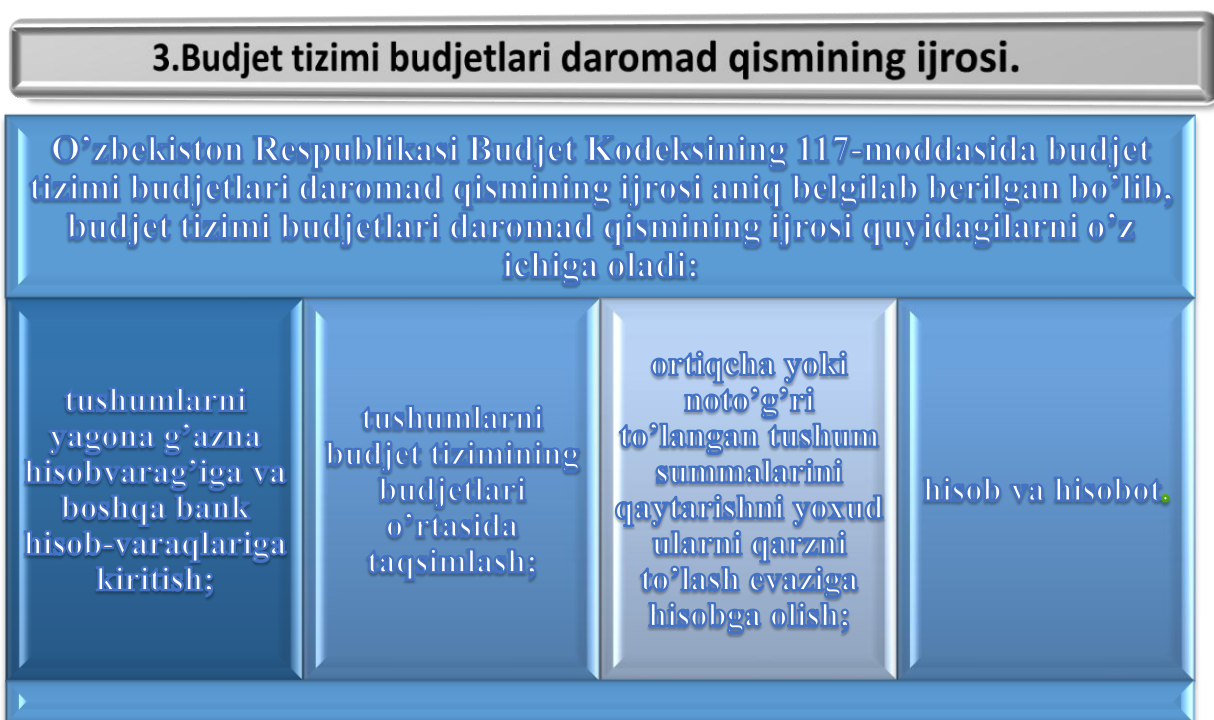 3.Budjet tizimi budjetlari daromad qismining ijrosi.
O’zbekiston Respublikasi Budjet Kodeksining 117-moddasida budjet
tizimi budjetlari daromad qismining ijrosi aniq belgilab berilgan bo’lib,
budjet tizimi budjetlari daromad qismining ijrosi quyidagilarni o’z
ichiga oladi:
tushumlarni
yagona g’azna
hisobvarag’iga va
boshqa bank
hisob-varaqlariga
kiritish;
tushumlarni
budjet tizimining
budjetlari
o’rtasida
taqsimlash;
ortiqcha yoki
noto’g’ri
to’langan tushum
summalarini
qaytarishni yoxud
ularni qarzni
to’lash evaziga
hisobga olish;
hisob va hisobot.